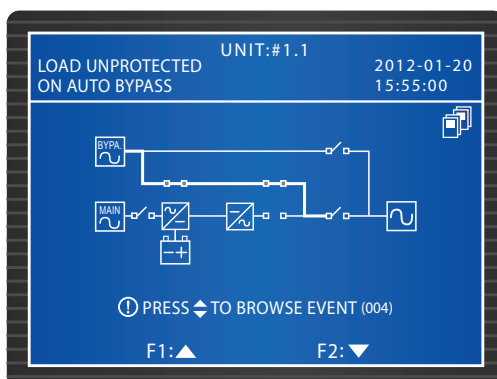 UNIT:#1.1
LOAD UNPROTECTED
2012-01-20
ON AUTO BYPASS
15:55:00
BYPA.
MAIN
! PRESS ▲▼ TO BROWSE EVENT (004)
F1:▲ F2:▼